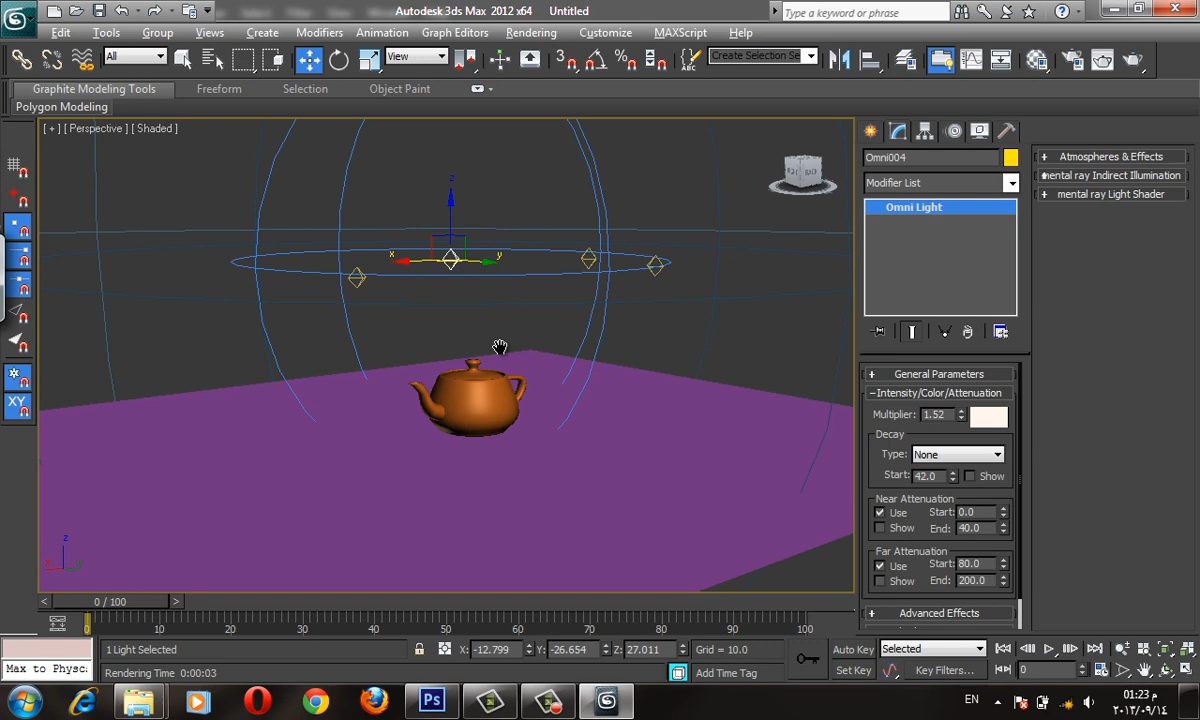 Autodesk 3ds Max 2012 x64 Untitled
Type a keyword or phrase
Edit Tools Group Views Create Modifiers Animation Graph Editors Rendering Customize MAXScript Help
All View 3 Create Selection Se
Graphite Modeling Tools Freeform Selection Object Paint
Polygon Modeling
[ + ] [ Perspective ] [ Shaded ]
z
x y
XY
z
Omni004
Modifier List
Omni Light
+ General Parameters
− Intensity/Color/Attenuation
Multiplier: 1.52
Decay
Type: None
Start: 42.0 Show
Near Attenuation
Use Start: 0.0
Show End: 40.0
Far Attenuation
Use Start: 80.0
Show End: 200.0
+ Advanced Effects
+ Atmospheres & Effects
mental ray Indirect Illumination
+ mental ray Light Shader
< 0 / 100 >
0 10 20 30 40 50 60 70 80 90 100
1 Light Selected X: -12.799 Y: -26.654 Z: 27.011 Grid = 10.0 Auto Key Selected
Max to Physc Rendering Time 0:00:03 Add Time Tag Set Key Key Filters... 0
Ps EN
01:23 م
٢٠١٣/٠٩/١٤